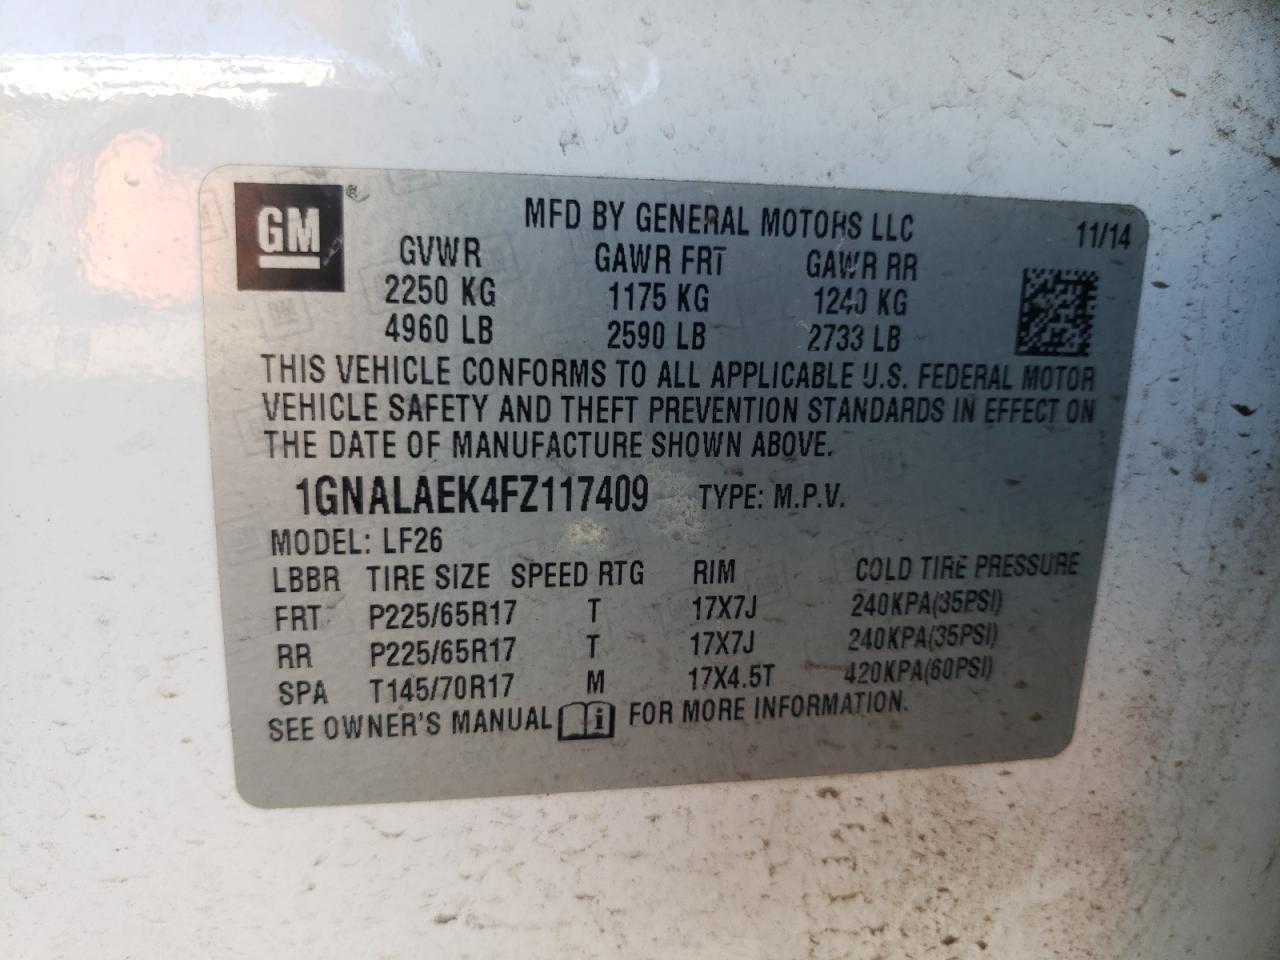 GM ®
MFD BY GENERAL MOTORS LLC 11/14
GVWR GAWR FRT GAWR RR
2250 KG 1175 KG 1240 KG
4960 LB 2590 LB 2733 LB
THIS VEHICLE CONFORMS TO ALL APPLICABLE U.S. FEDERAL MOTOR
VEHICLE SAFETY AND THEFT PREVENTION STANDARDS IN EFFECT ON
THE DATE OF MANUFACTURE SHOWN ABOVE.
1GNALAEK4FZ117409 TYPE: M.P.V.
MODEL: LF26
LBBR TIRE SIZE SPEED RTG RIM COLD TIRE PRESSURE
FRT P225/65R17 T 17X7J 240KPA(35PSI)
RR P225/65R17 T 17X7J 240KPA(35PSI)
SPA T145/70R17 M 17X4.5T 420KPA(60PSI)
SEE OWNER'S MANUAL i FOR MORE INFORMATION.